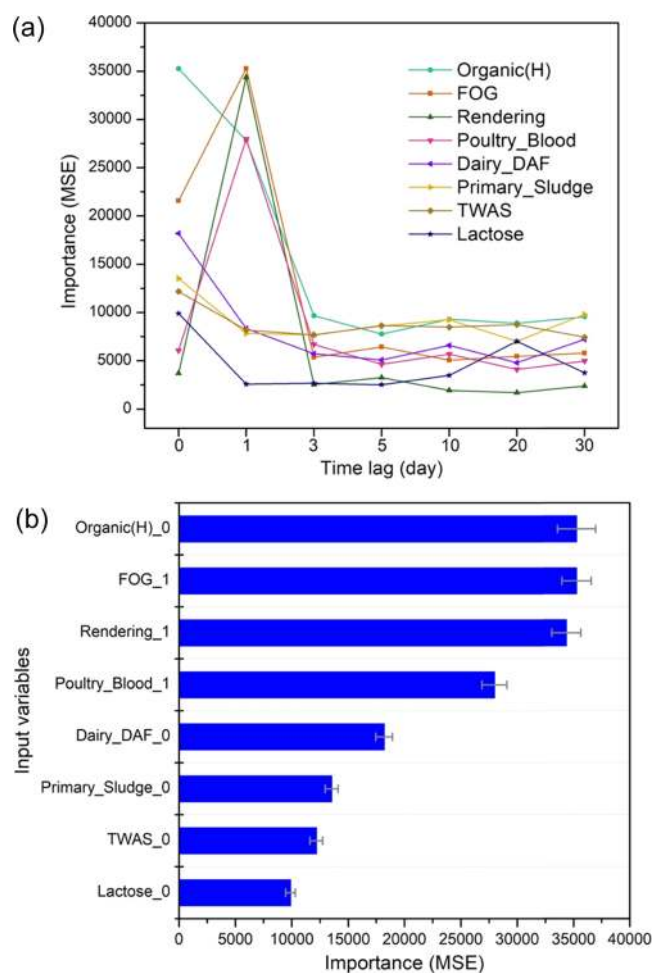 (a)
40000
35000
30000
25000
20000
15000
10000
5000
0
Importance (MSE)
Organic(H)
FOG
Rendering
Poultry_Blood
Dairy_DAF
Primary_Sludge
TWAS
Lactose
0 1 3 5 10 20 30
Time lag (day)
(b)
Input variables
Organic(H)_0
FOG_1
Rendering_1
Poultry_Blood_1
Dairy_DAF_0
Primary_Sludge_0
TWAS_0
Lactose_0
0 5000 10000 15000 20000 25000 30000 35000 40000
Importance (MSE)